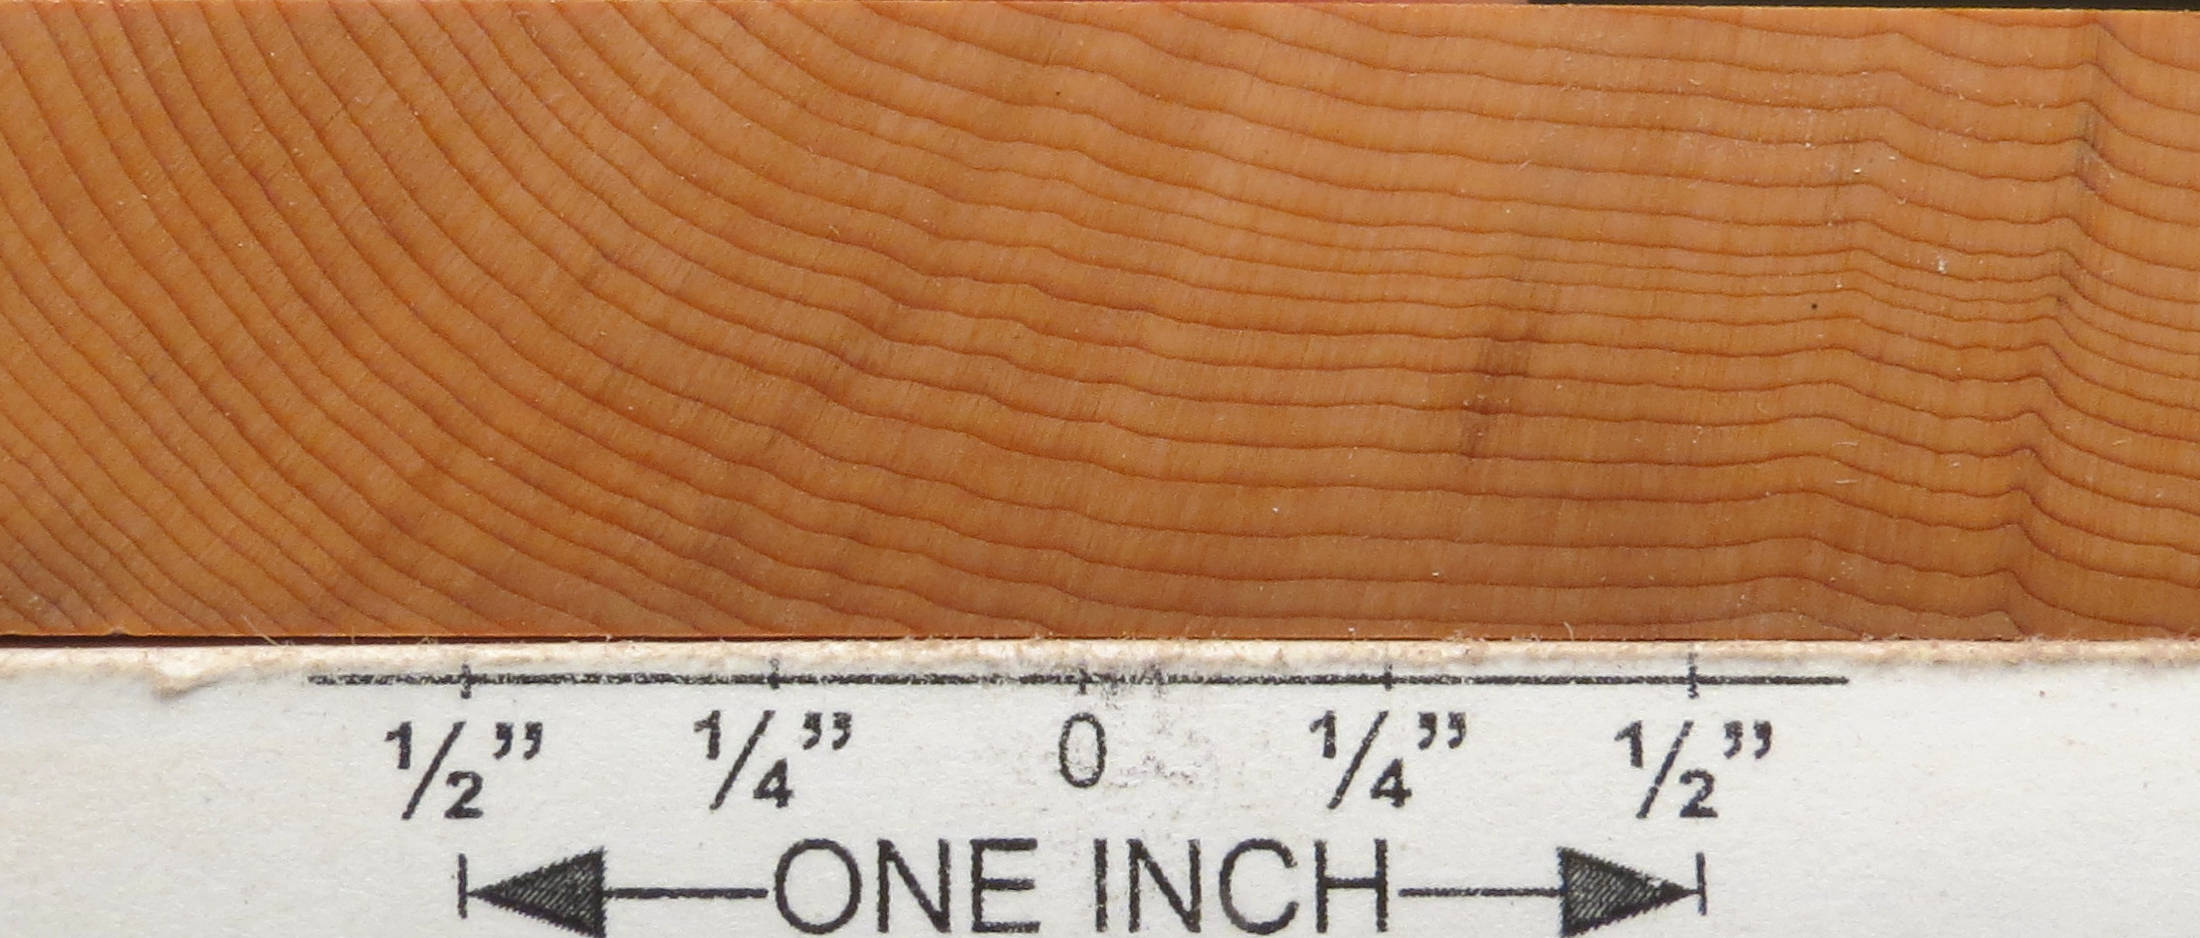 1/2” 1/4” 0 1/4” 1/2”
ONE INCH